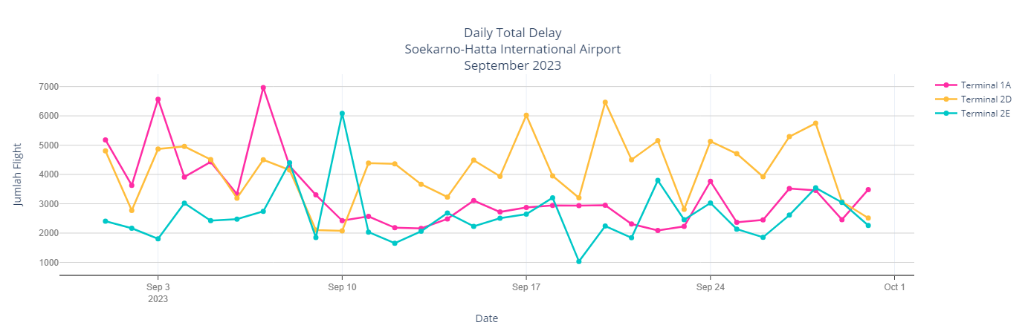 Daily Total Delay
Soekarno-Hatta International Airport
September 2023
Terminal 1A
Terminal 2D
Terminal 2E
Jumlah Flight
7000
6000
5000
4000
3000
2000
1000
Sep 3
2023
Sep 10
Sep 17
Sep 24
Oct 1
Date